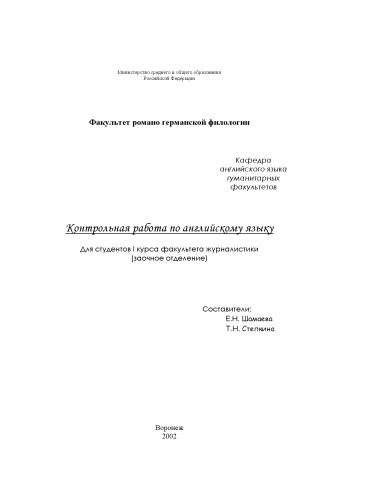 Министерство среднего и общего образования
Российской Федерации
Факультет романо германской филологии
Кафедра
английского языка
гуманитарных
факультетов
Контрольная работа по английскому языку
Для студентов I курса факультета журналистики
(заочное отделение)
Составители:
Е.Н. Шамаева
Т.Н. Степкина
Воронеж
2002